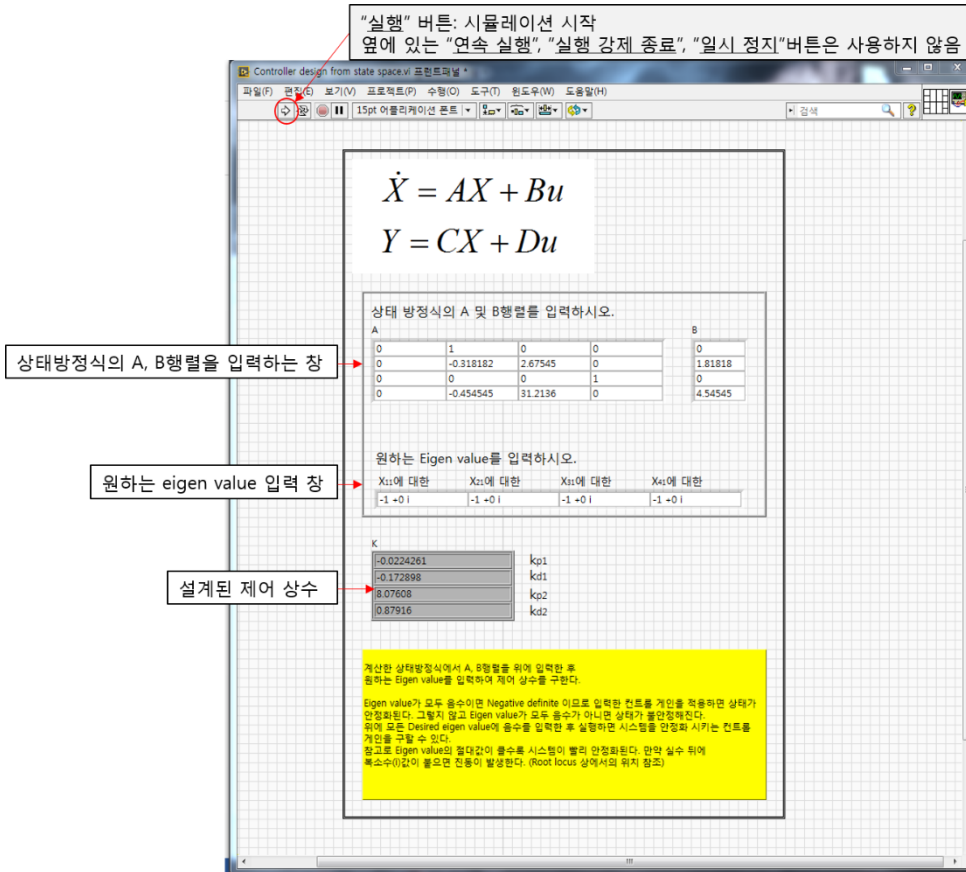 “실행” 버튼: 시뮬레이션 시작
옆에 있는 “연속 실행”, “실행 강제 종료”, “일시 정지”버튼은 사용하지 않음
Controller design from state space.vi 프런트패널 *
파일(F) 편집(E) 보기(V) 프로젝트(P) 수행(O) 도구(T) 윈도우(W) 도움말(H)
15pt 어플리케이션 폰트
검색
Ẋ = AX + Bu
Y = CX + Du
상태 방정식의 A 및 B행렬를 입력하시오.
A B
0 1 0 0 0
0 -0.318182 2.67545 0 1.81818
0 0 0 1 0
0 -0.454545 31.2136 0 4.54545
상태방정식의 A, B행렬을 입력하는 창
원하는 Eigen value를 입력하시오.
X11에 대한 X21에 대한 X31에 대한 X41에 대한
-1 +0 i -1 +0 i -1 +0 i -1 +0 i
원하는 eigen value 입력 창
K
-0.0224261 kp1
-0.172898 kd1
8.07608 kp2
0.87916 kd2
설계된 제어 상수
계산한 상태방정식에서 A, B행렬을 위에 입력한 후
원하는 Eigen value를 입력하여 제어 상수를 구한다.
Eigen value가 모두 음수이면 Negative definite 이므로 입력한 컨트롤 게인을 적용하면 상태가
안정화된다. 그렇지 않고 Eigen value가 모두 음수가 아니면 상태가 불안정해진다.
위에 모든 Desired eigen value에 음수를 입력한 후 실행하면 시스템을 안정화 시키는 컨트롤
게인을 구할 수 있다.
참고로 Eigen value의 절대값이 클수록 시스템이 빨리 안정화된다. 만약 실수 뒤에
복소수(i)값이 붙으면 진동이 발생한다. (Root locus 상에서의 위치 참조)